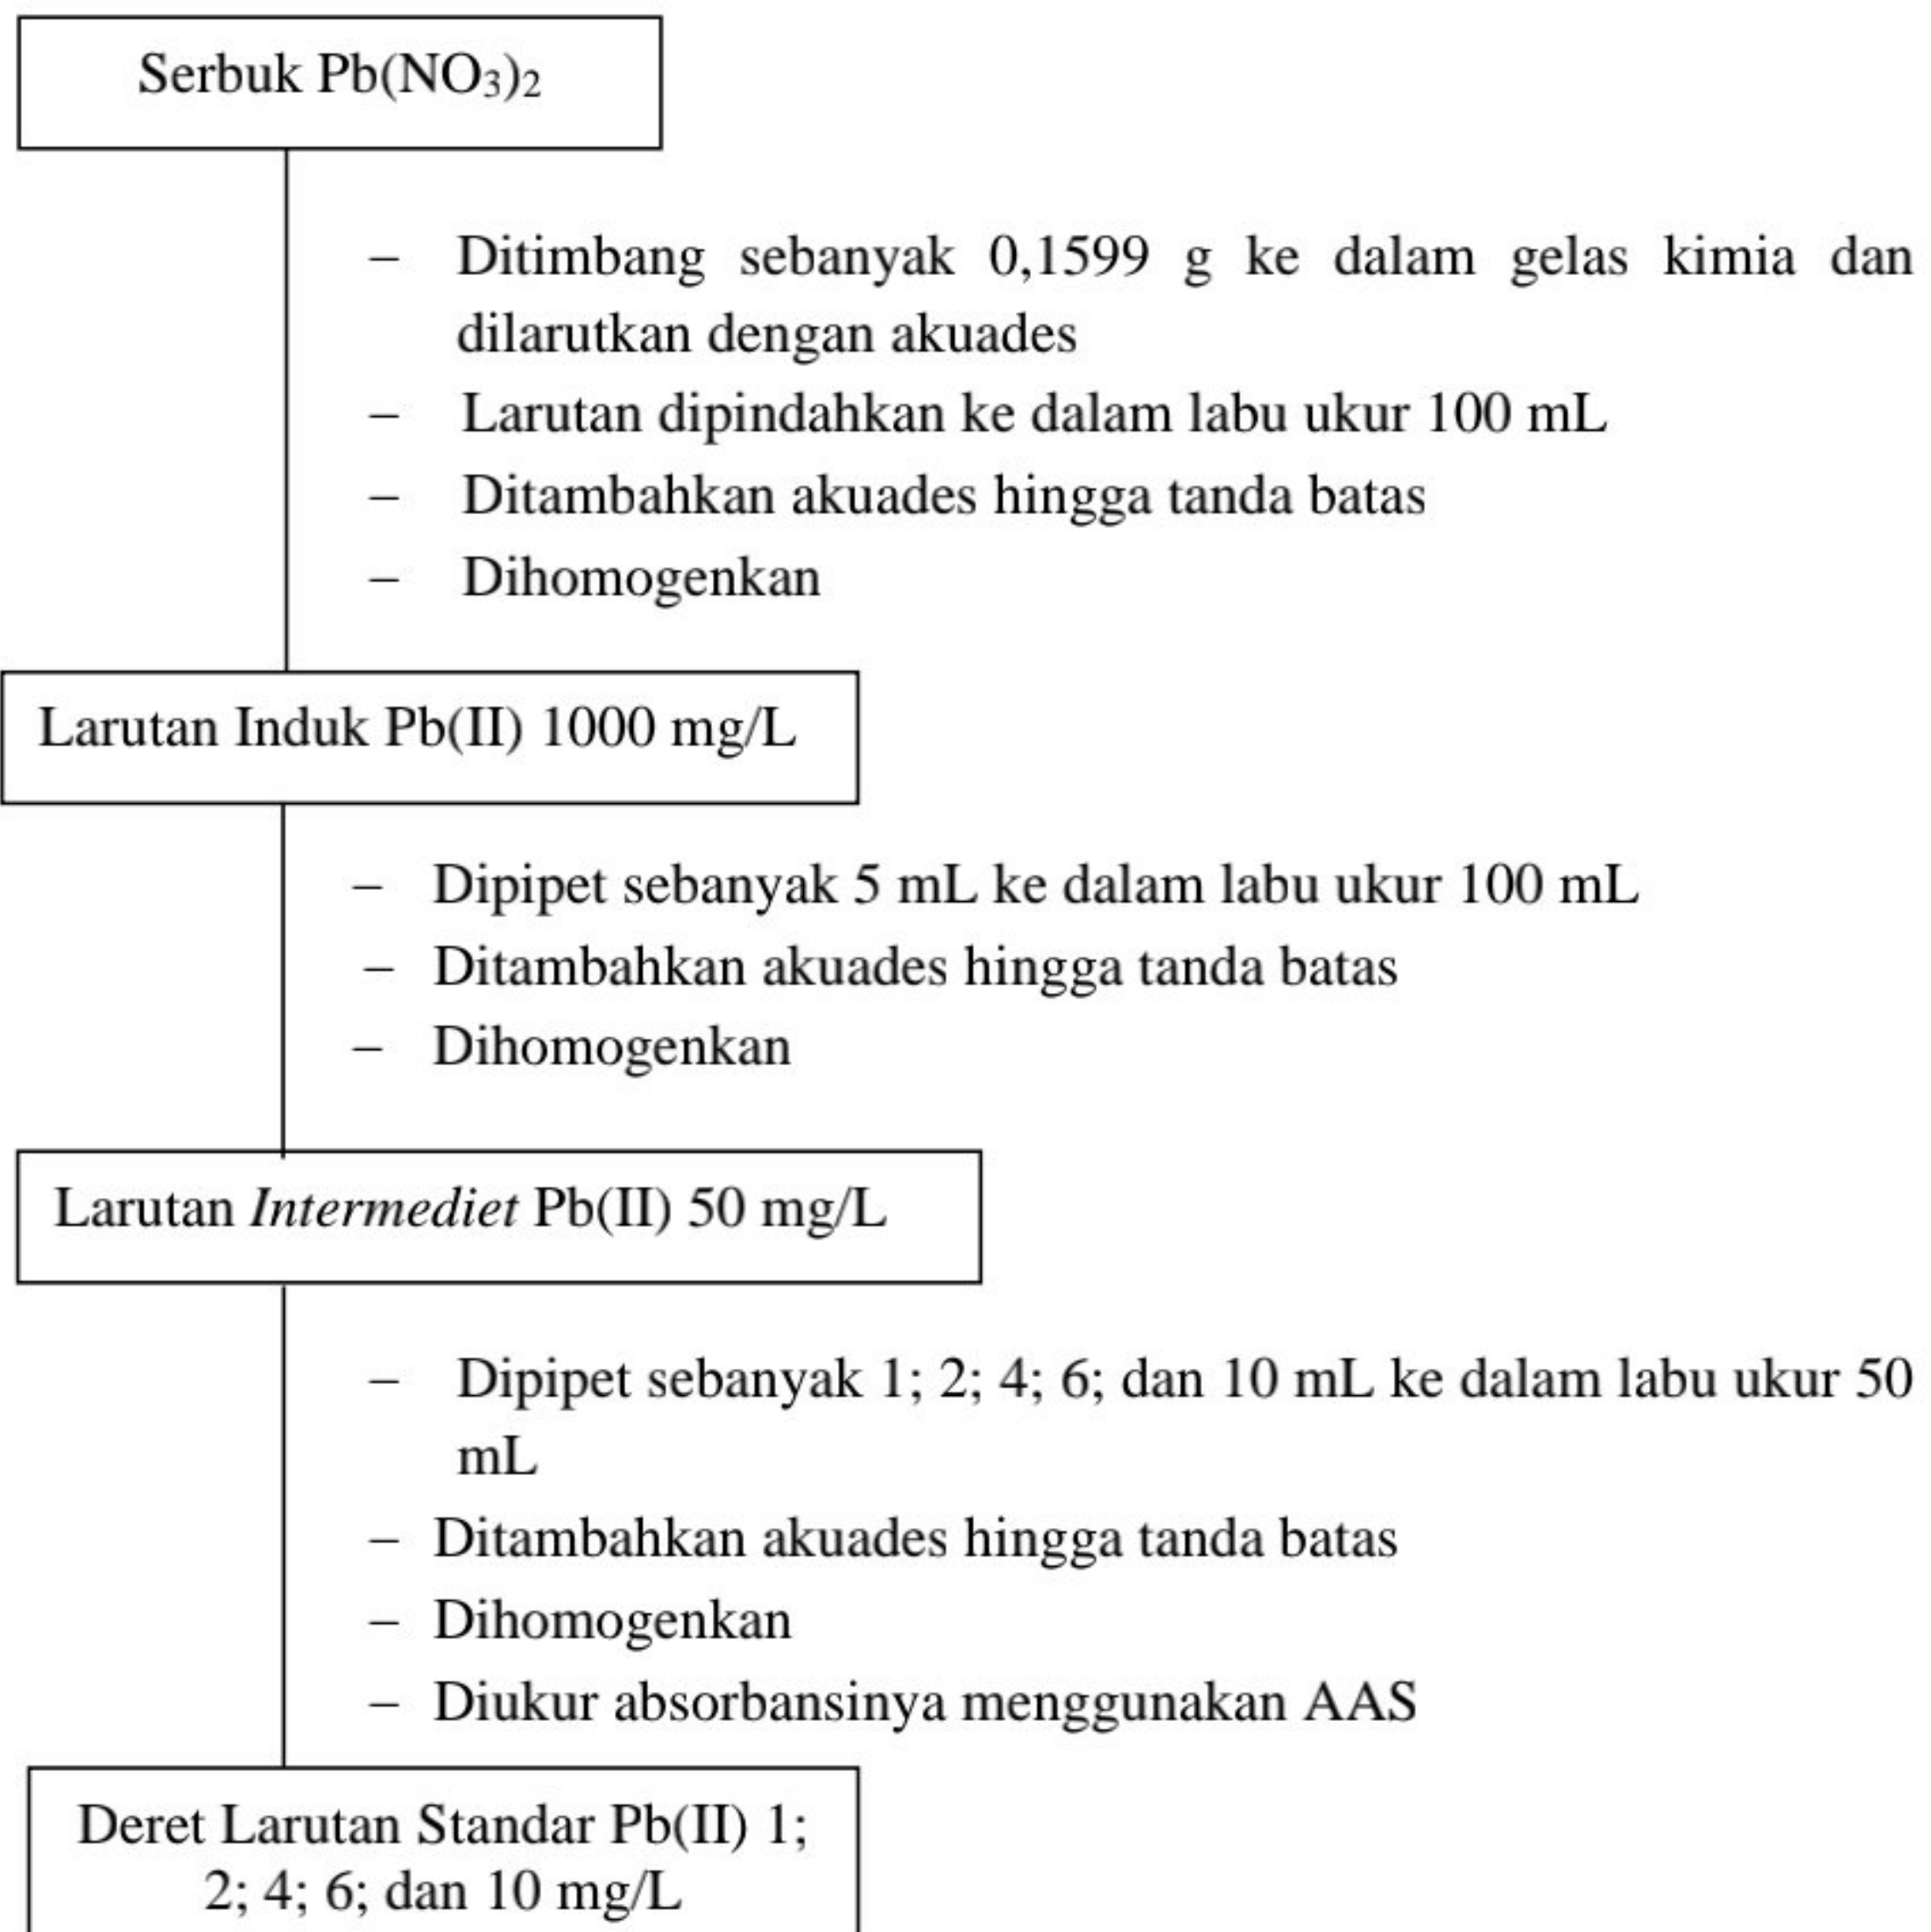 Serbuk Pb(NO₃)₂
– Ditimbang sebanyak 0,1599 g ke dalam gelas kimia dan
dilarutkan dengan akuades
– Larutan dipindahkan ke dalam labu ukur 100 mL
– Ditambahkan akuades hingga tanda batas
– Dihomogenkan
Larutan Induk Pb(II) 1000 mg/L
– Dipipet sebanyak 5 mL ke dalam labu ukur 100 mL
– Ditambahkan akuades hingga tanda batas
– Dihomogenkan
Larutan Intermediet Pb(II) 50 mg/L
– Dipipet sebanyak 1; 2; 4; 6; dan 10 mL ke dalam labu ukur 50
mL
– Ditambahkan akuades hingga tanda batas
– Dihomogenkan
– Diukur absorbansinya menggunakan AAS
Deret Larutan Standar Pb(II) 1;
2; 4; 6; dan 10 mg/L